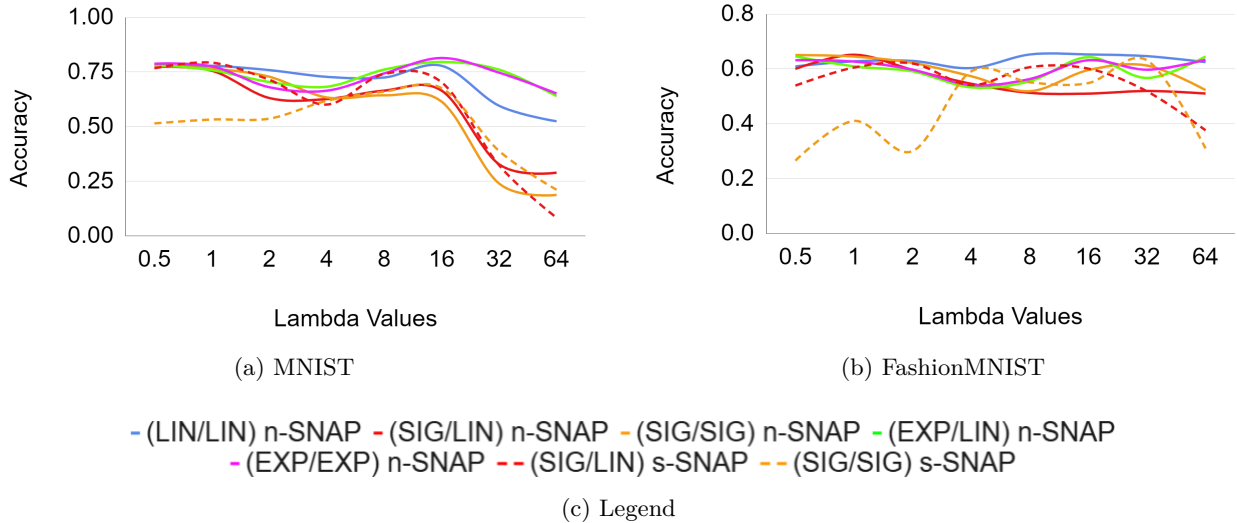 1.00
0.75
0.50
0.25
0.00
Accuracy
0.5 1 2 4 8 16 32 64
Lambda Values
(a) MNIST
0.8
0.6
0.4
0.2
0.0
Accuracy
0.5 1 2 4 8 16 32 64
Lambda Values
(b) FashionMNIST
(LIN/LIN) n-SNAP (SIG/LIN) n-SNAP (SIG/SIG) n-SNAP (EXP/LIN) n-SNAP
(EXP/EXP) n-SNAP (SIG/LIN) s-SNAP (SIG/SIG) s-SNAP
(c) Legend